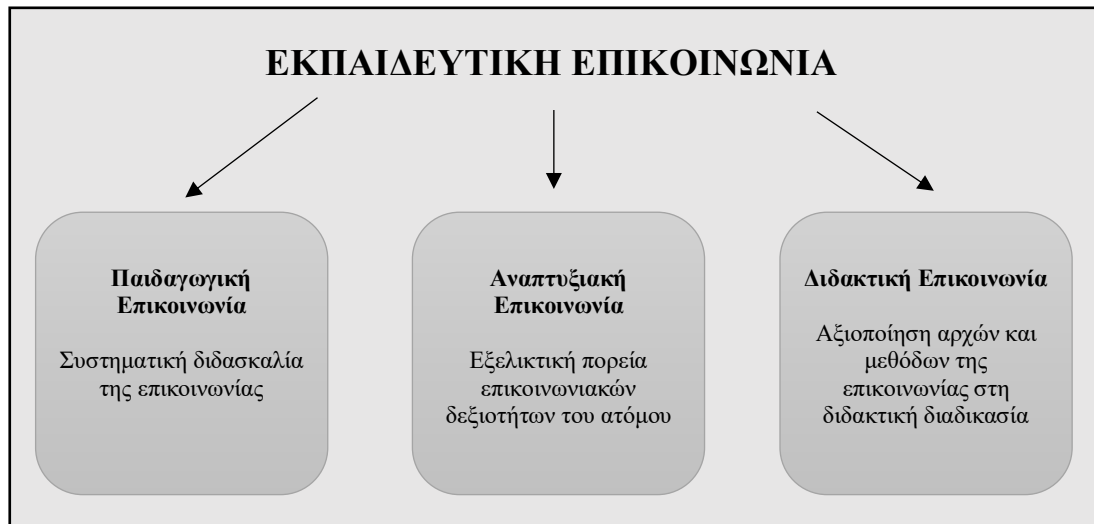 ΕΚΠΑΙΔΕΥΤΙΚΗ ΕΠΙΚΟΙΝΩΝΙΑ
Παιδαγωγική
Επικοινωνία
Συστηματική διδασκαλία
της επικοινωνίας
Αναπτυξιακή
Επικοινωνία
Εξελικτική πορεία
επικοινωνιακών
δεξιοτήτων του ατόμου
Διδακτική Επικοινωνία
Αξιοποίηση αρχών και
μεθόδων της
επικοινωνίας στη
διδακτική διαδικασία